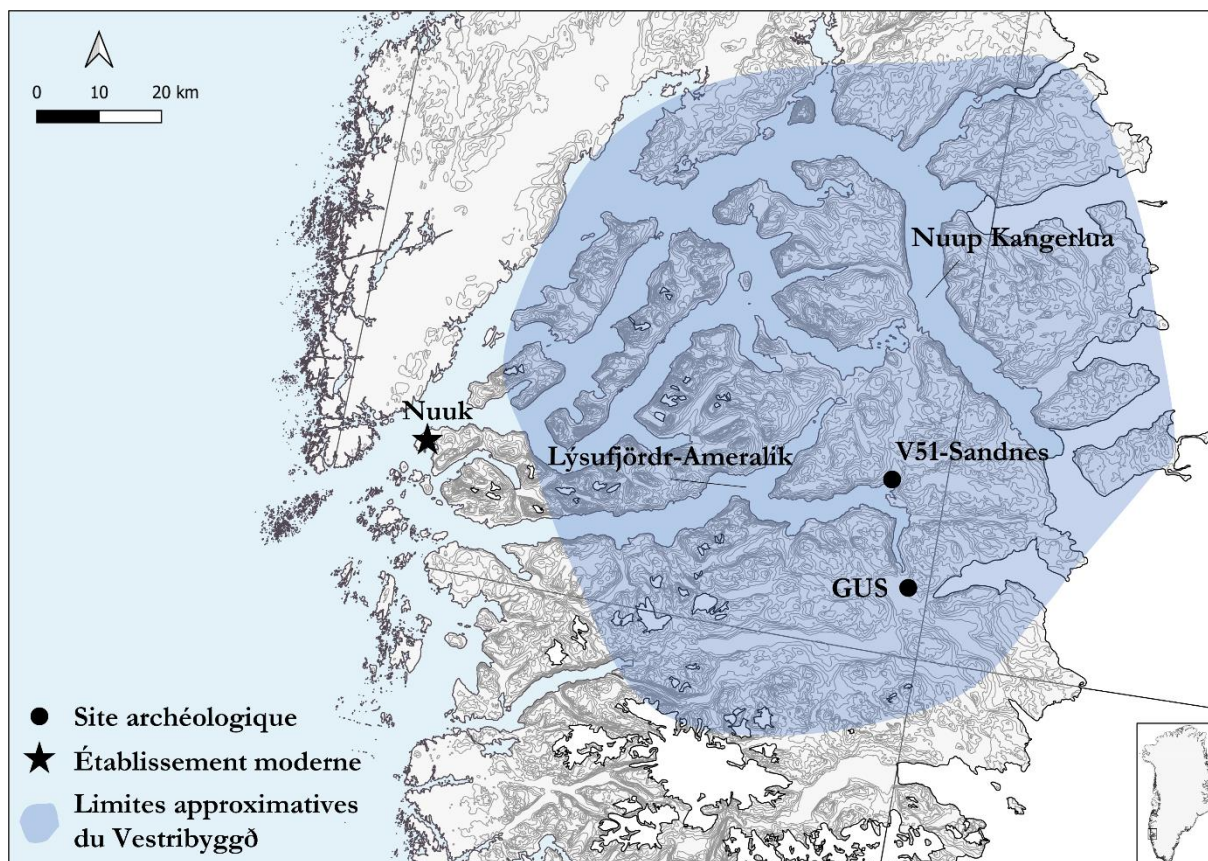 0 10 20 km
Nuup Kangerlua
Nuuk
Lýsufjördr-Ameralik
V51-Sandnes
GUS
Site archéologique
Établissement moderne
Limites approximatives
du Vestribyggð